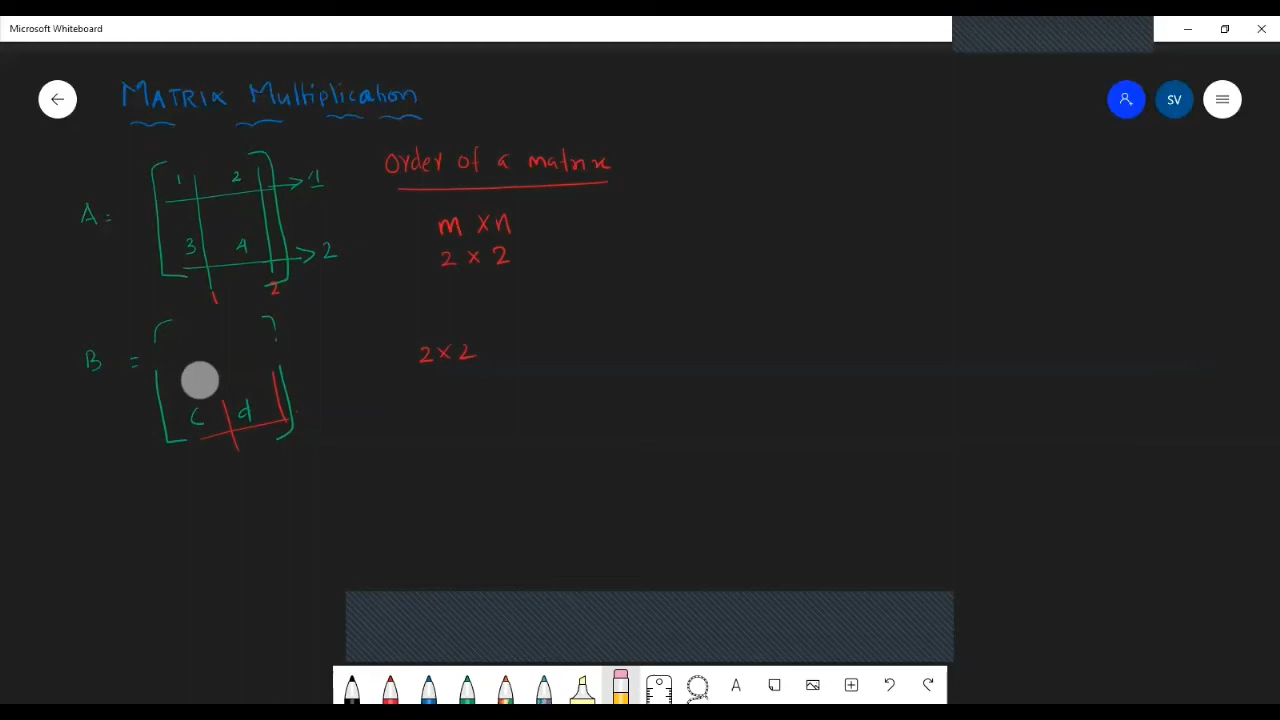 Microsoft Whiteboard
MATRIX Multiplication
SV
Order of a matrix
1 2 1
A =
m × n
3 4 2
2 × 2
1 2
B =
2 × 2
c d
A